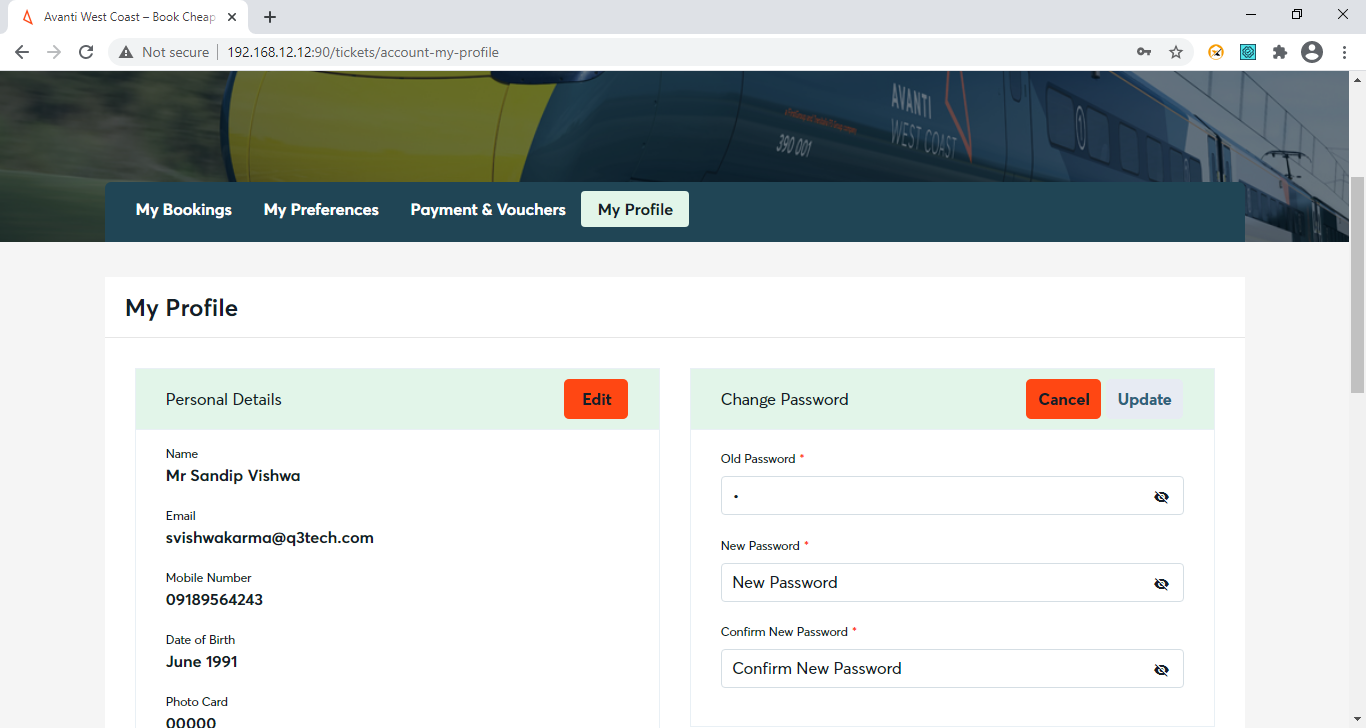 Avanti West Coast – Book Cheap
Not secure
192.168.12.12:90/tickets/account-my-profile
AVANTI
WEST COAST
390 001
My Bookings
My Preferences
Payment & Vouchers
My Profile
My Profile
Personal Details
Edit
Name
Mr Sandip Vishwa
Email
svishwakarma@q3tech.com
Mobile Number
09189564243
Date of Birth
June 1991
Photo Card
00000
Change Password
Cancel
Update
Old Password *
•
New Password *
New Password
Confirm New Password *
Confirm New Password